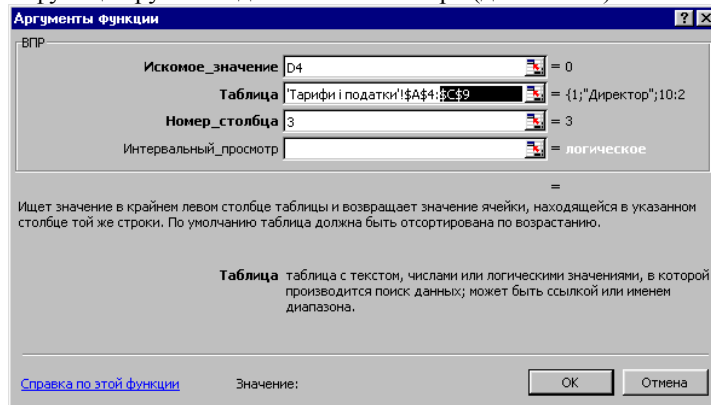 Аргументы функции
ВПР
Искомое_значение D4 = 0
Таблица 'Тарифи і податки'!$A$4:$C$9 = {1;"Директор";10:2
Номер_столбца 3 = 3
Интервальный_просмотр = логическое
=
Ищет значение в крайнем левом столбце таблицы и возвращает значение ячейки, находящейся в указанном
столбце той же строки. По умолчанию таблица должна быть отсортирована по возрастанию.
Таблица таблица с текстом, числами или логическими значениями, в которой
производится поиск данных; может быть ссылкой или именем
диапазона.
Справка по этой функции Значение: OK Отмена